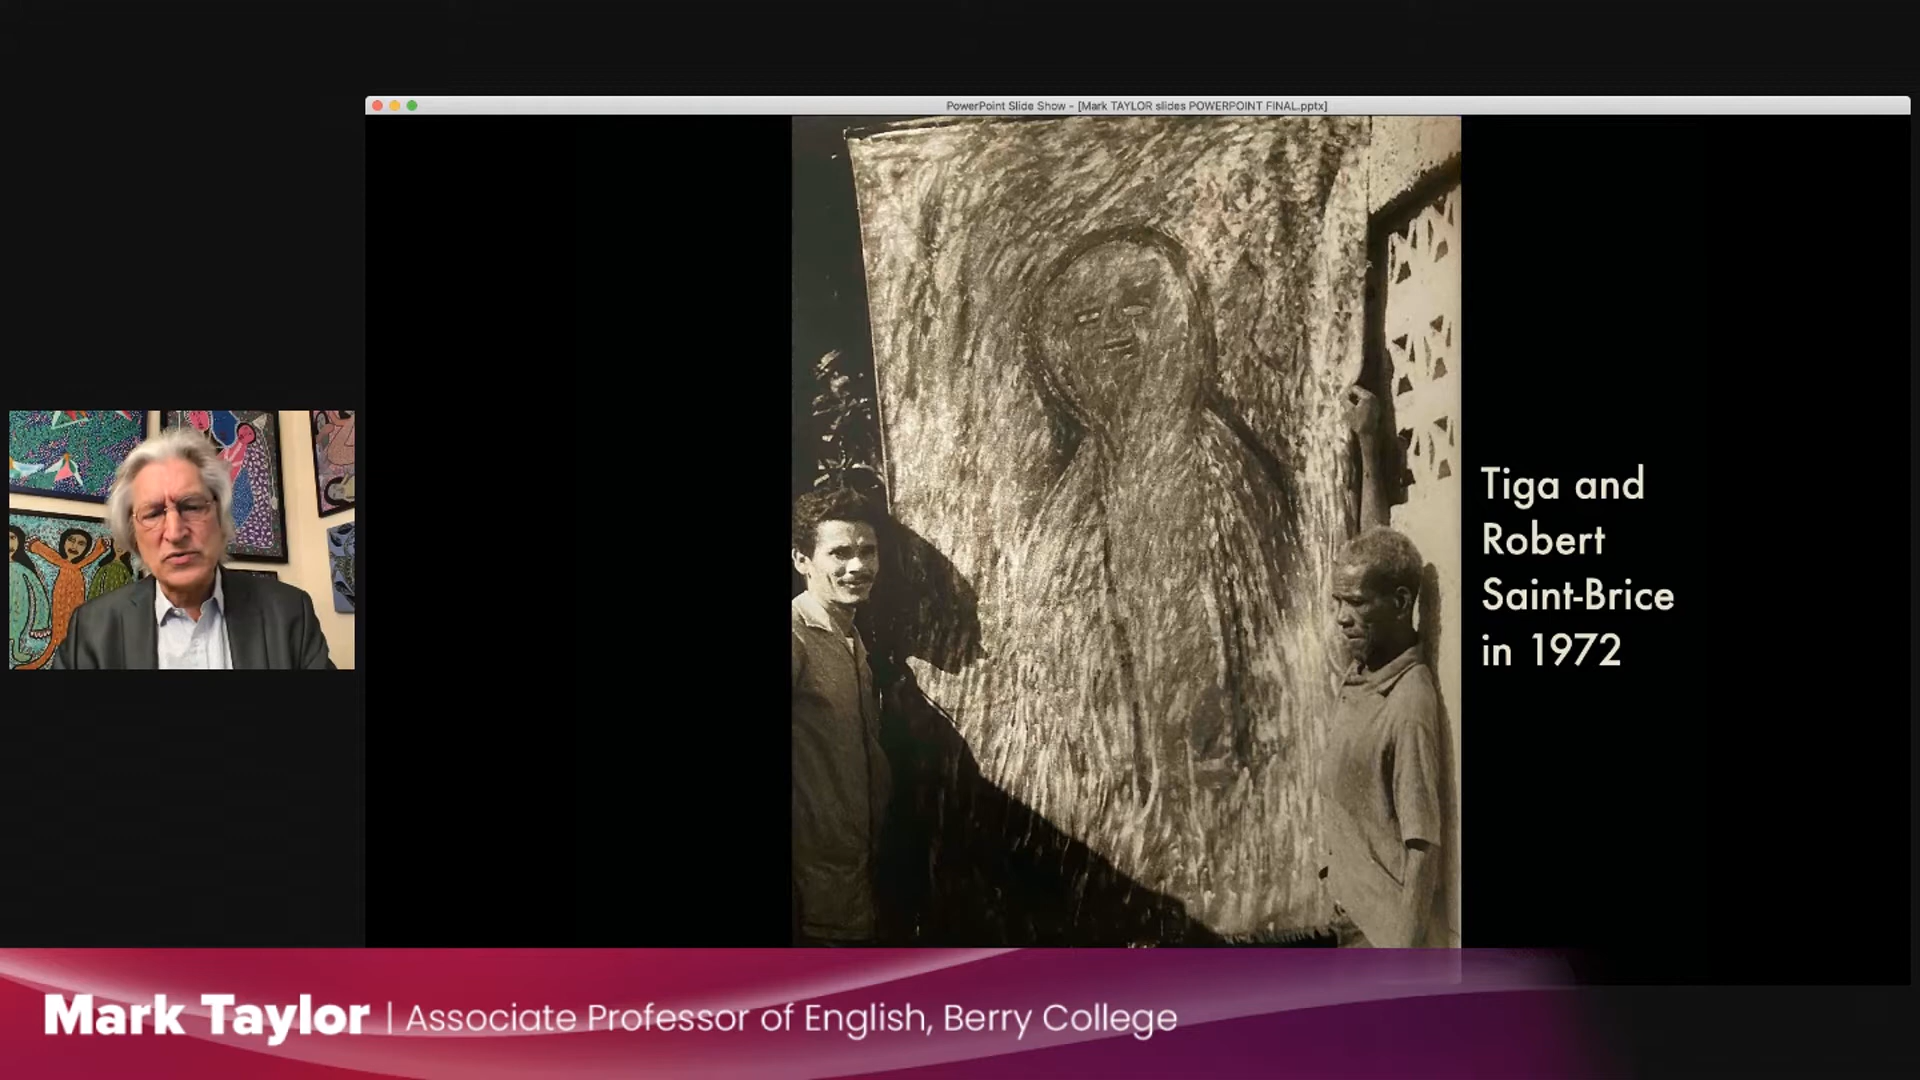 PowerPoint Slide Show - [Mark TAYLOR slides POWERPOINT FINAL.pptx]
Tiga and
Robert
Saint-Brice
in 1972
Mark Taylor | Associate Professor of English, Berry College